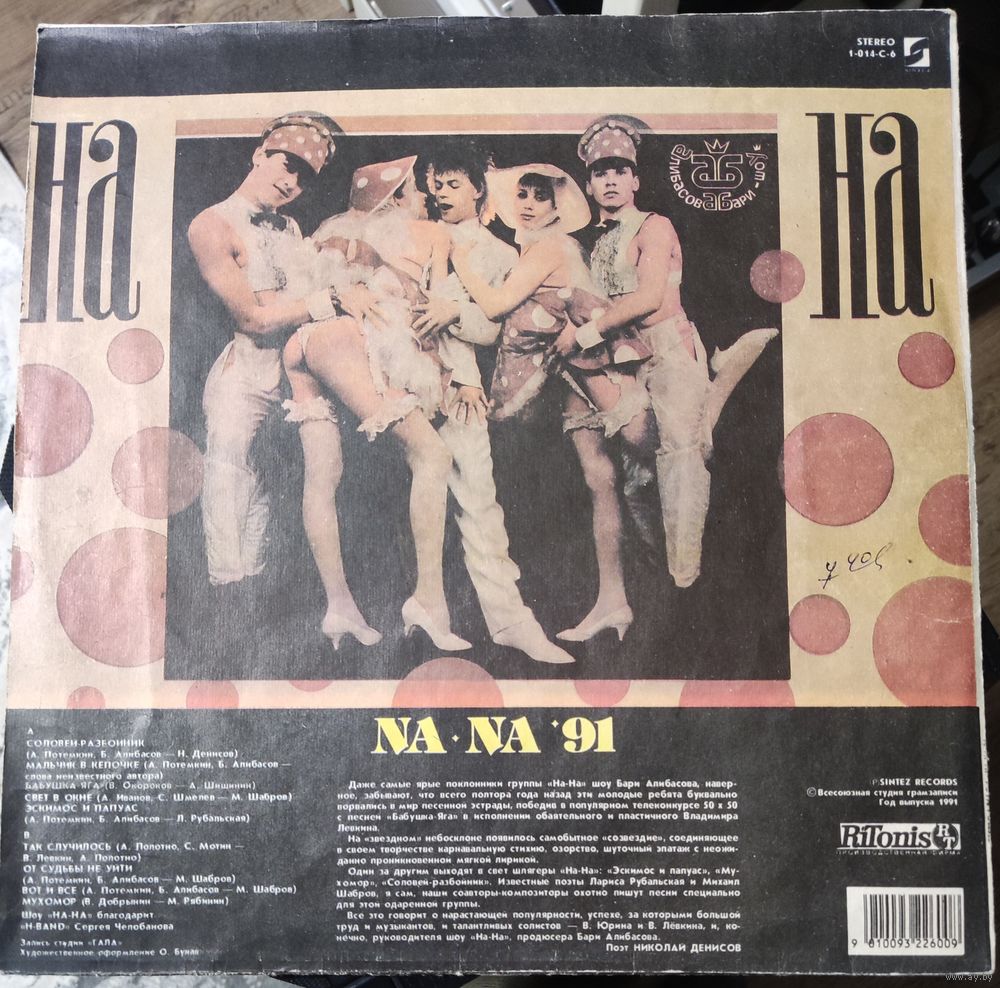 STEREO
1-014-C-6
На
На
алибасов бари-шоу
аБ
NA · NA '91
А
СОЛОВЕЙ-РАЗБОЙНИК
(А. Потемкин, Б. Алибасов — Н. Денисов)
МАЛЬЧИК В КЕПОЧКЕ (А. Потемкин, Б. Алибасов —
слова неизвестного автора)
БАБУШКА-ЯГА (В. Окороков — А. Шишинин)
СВЕТ В ОКНЕ (А. Иванов, С. Шмелев — М. Шабров)
ЭСКИМОС И ПАПУАС
(А. Потемкин, Б. Алибасов — Л. Рубальская)
В
ТАК СЛУЧИЛОСЬ (А. Полотно, С. Мотин —
В. Левкин, А. Полотно)
ОТ СУДЬБЫ НЕ УЙТИ
(А. Потемкин, Б. Алибасов — М. Шабров)
ВОТ И ВСЕ (А. Потемкин, Б. Алибасов — М. Шабров)
МУХОМОР (В. Добрынин — М. Рябинин)
Шоу «НА-НА» благодарит
«H-BAND» Сергея Челобанова
Запись студии «ГАЛА»
Художественное оформление О. Бунав
Даже самые ярые поклонники группы «На-На» шоу Бари Алибасова, навер-
ное, забывают, что всего полтора года назад эти молодые ребята буквально
ворвались в мир песенной эстрады, победив в популярном телеконкурсе 50 х 50
с песней «Бабушка-Яга» в исполнении обаятельного и пластичного Владимира
Левкина.
На «звездном» небосклоне появилось самобытное «созвездие», соединяющее
в своем творчестве карнавальную стихию, озорство, шуточный эпатаж с неожи-
данно проникновенной мягкой лирикой.
Один за другим выходят в свет шлягеры «На-На»: «Эскимос и папуас», «Му-
хомор», «Соловей-разбойник». Известные поэты Лариса Рубальская и Михаил
Шабров, я сам, наши соавторы-композиторы охотно пишут песни специально
для этой одаренной группы.
Все это говорит о нарастающей популярности, успехе, за которыми большой
труд и музыкантов, и талантливых солистов — В. Юрина и В. Левкина, и, ко-
нечно, руководителя шоу «На-На», продюсера Бари Алибасова.
Поэт НИКОЛАЙ ДЕНИСОВ
℗ SINTEZ RECORDS
© Всесоюзная студия грамзаписи
Год выпуска 1991
RiTonis RT
ПРОИЗВОДСТВЕННАЯ ФИРМА
9 810093 226009
www.ay.by